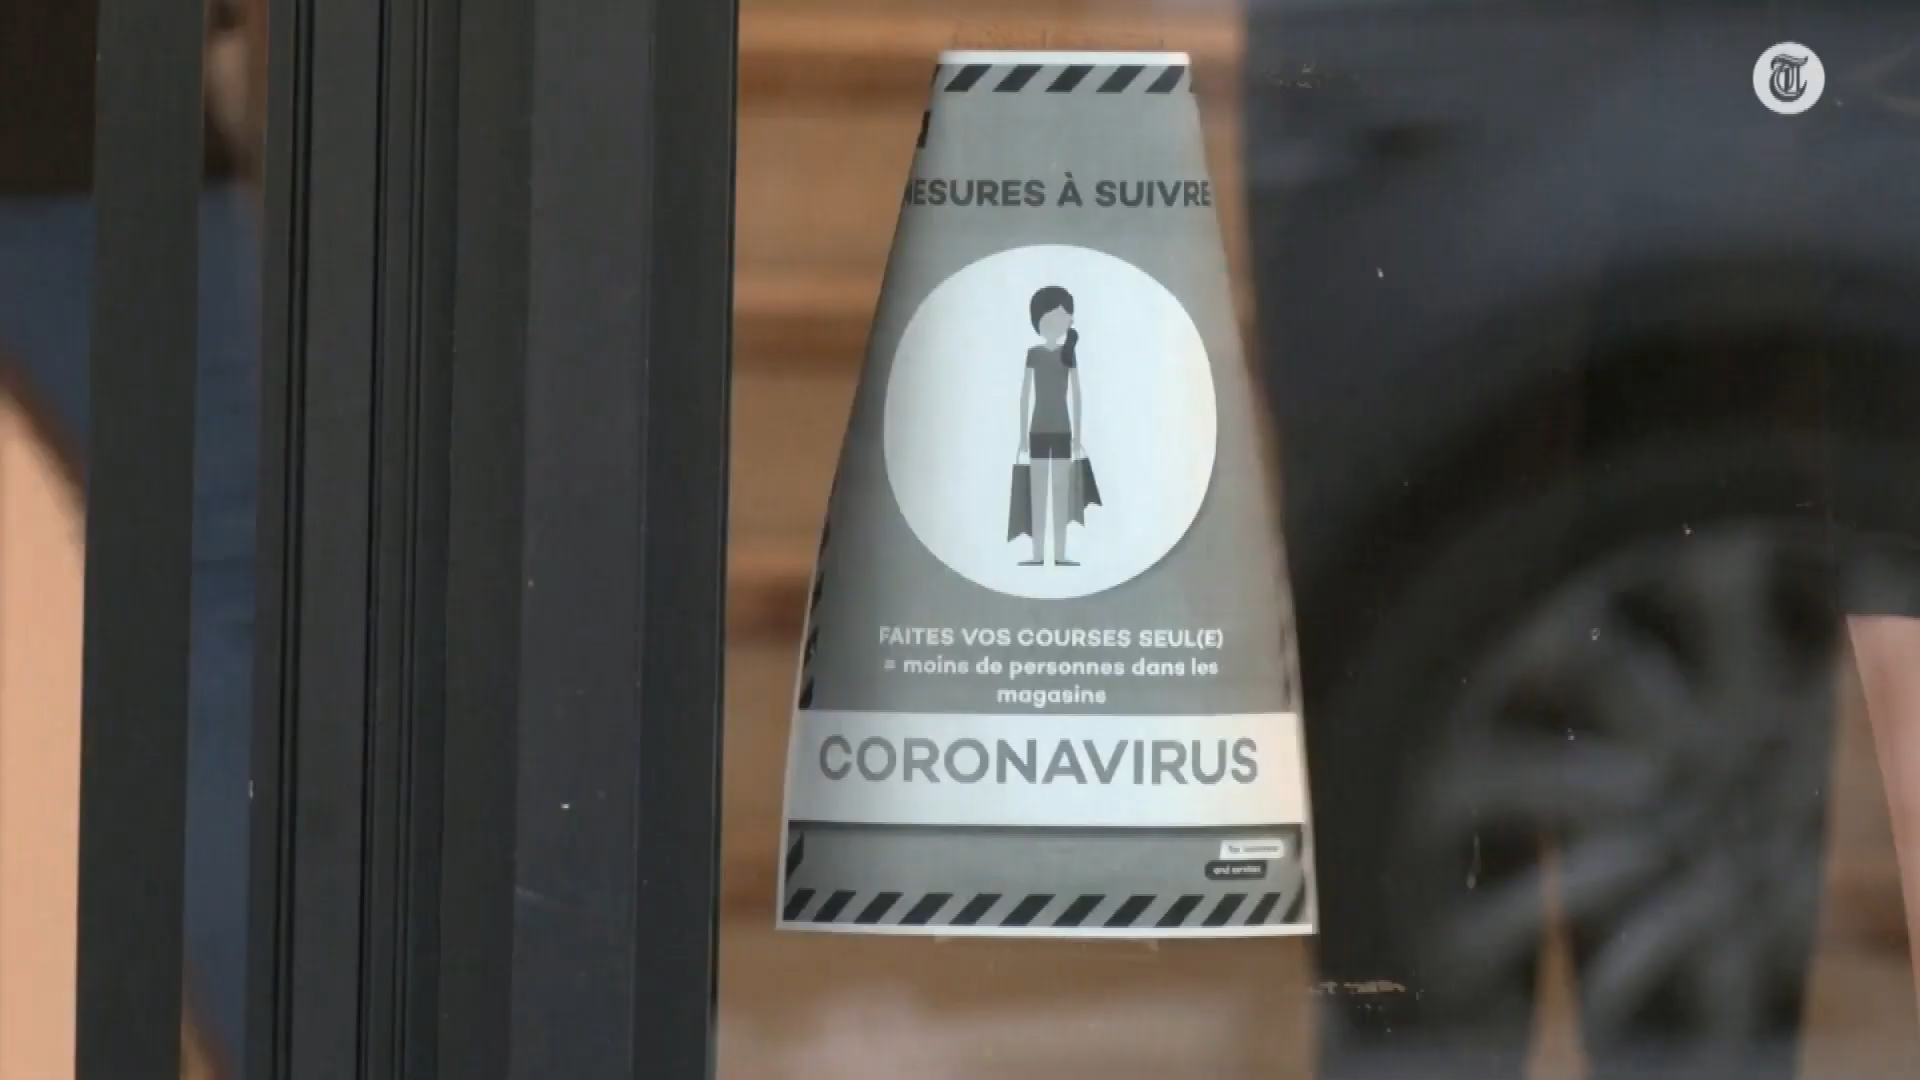 MESURES À SUIVRE
FAITES VOS COURSES SEUL(E)
= moins de personnes dans les
magasins
CORONAVIRUS